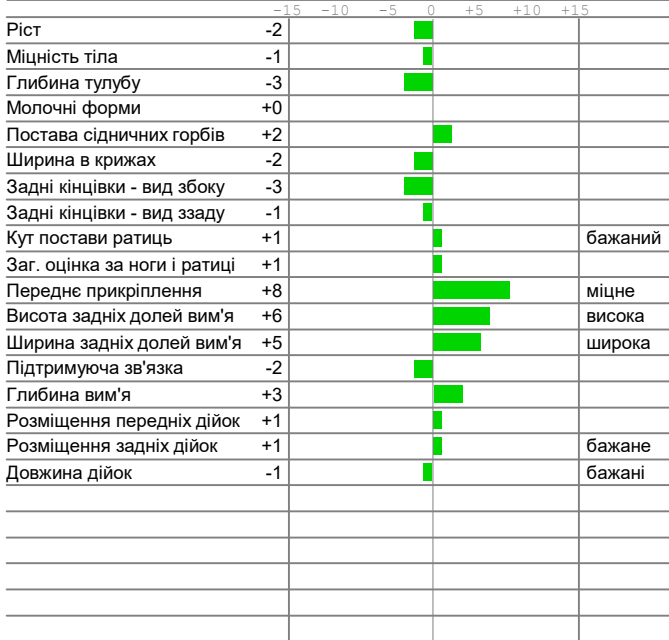 -15 -10 -5 0 +5 +10 +15
Ріст -2
Міцність тіла -1
Глибина тулубу -3
Молочні форми +0
Постава сідничних горбів +2
Ширина в крижах -2
Задні кінцівки - вид збоку -3
Задні кінцівки - вид ззаду -1
Кут постави ратиць +1 бажаний
Заг. оцінка за ноги і ратиці +1
Переднє прикріплення +8 міцне
Висота задніх долей вим'я +6 висока
Ширина задніх долей вим'я +5 широка
Підтримуюча зв'язка -2
Глибина вим'я +3
Розміщення передніх дійок +1
Розміщення задніх дійок +1 бажане
Довжина дійок -1 бажані